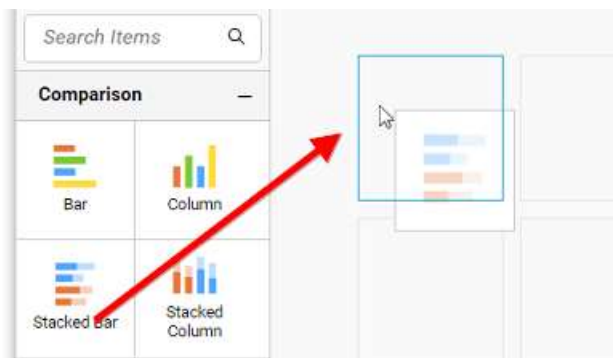 Search Items
Comparison
Bar
Column
Stacked Bar
Stacked
Column